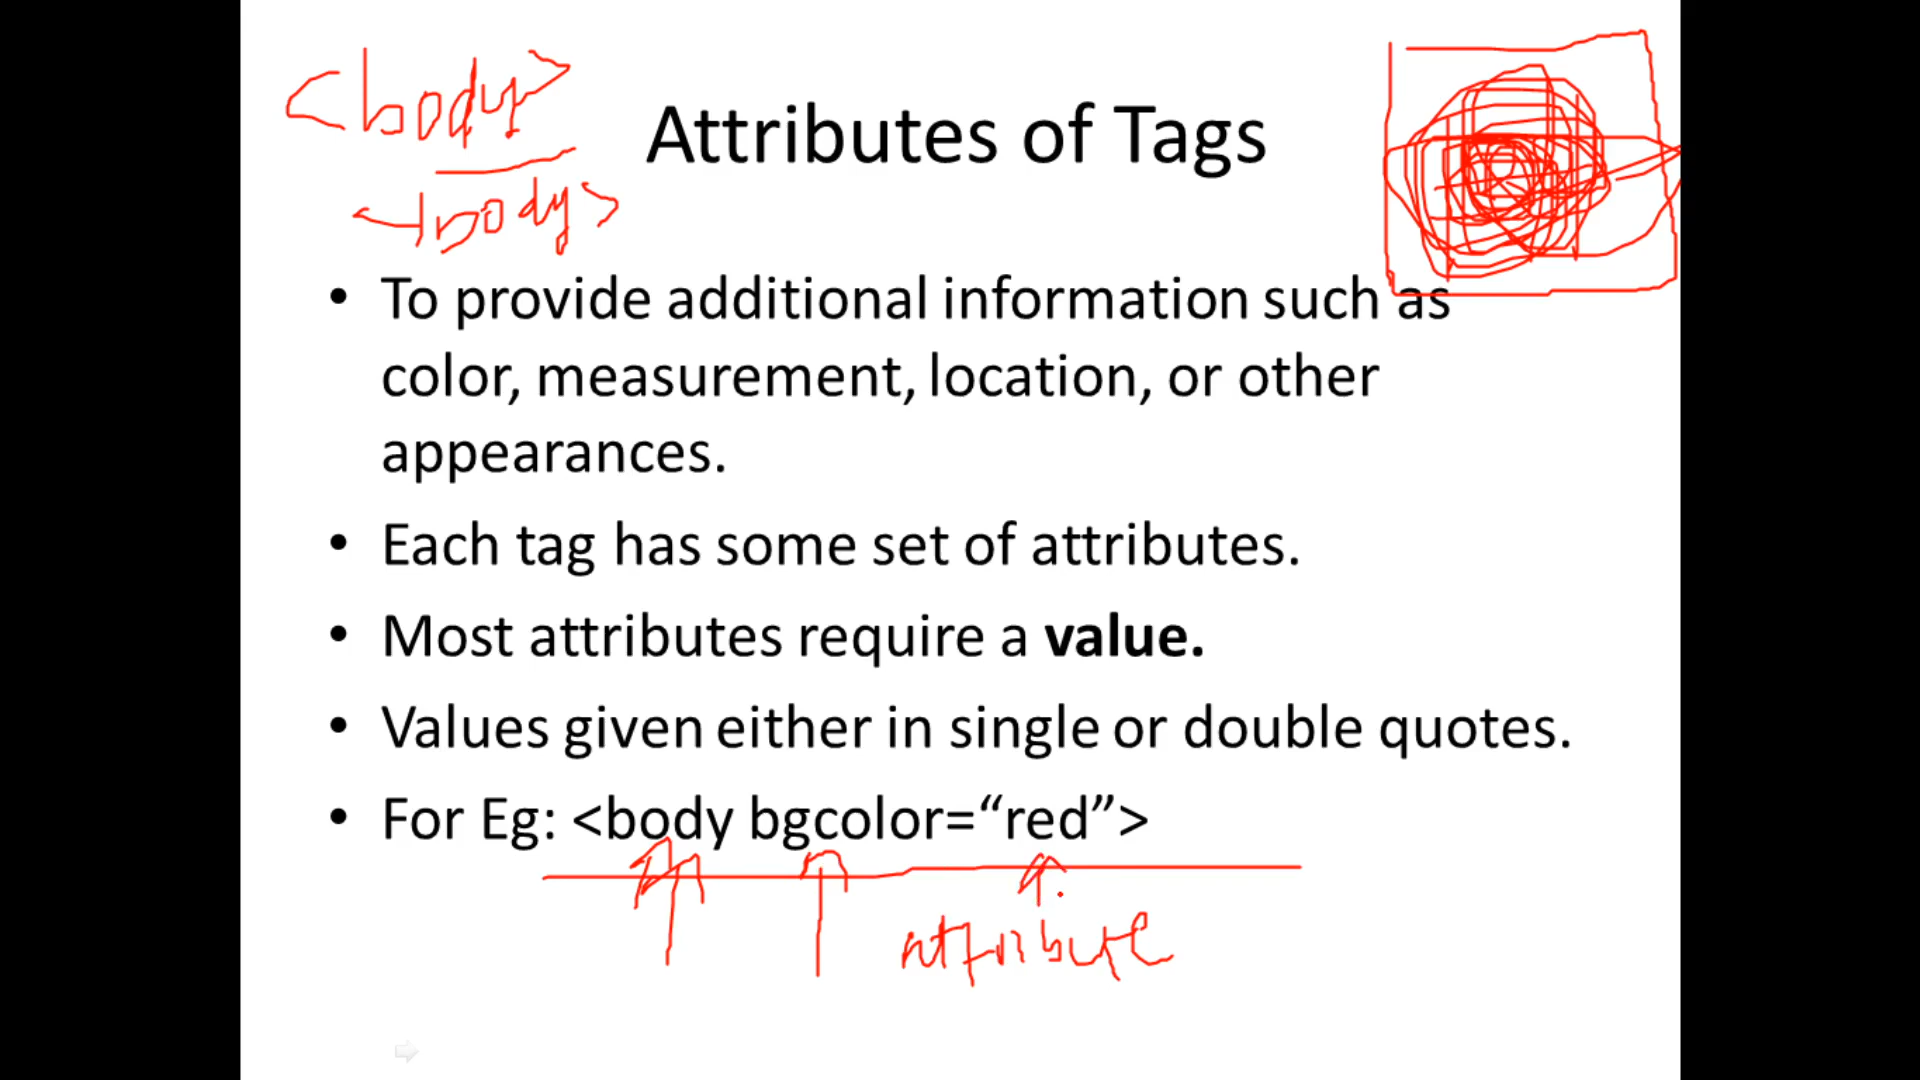 <body>
Attributes of Tags
</body>
• To provide additional information such as
color, measurement, location, or other
appearances.
• Each tag has some set of attributes.
• Most attributes require a value.
• Values given either in single or double quotes.
• For Eg: <body bgcolor=“red”>
attribute